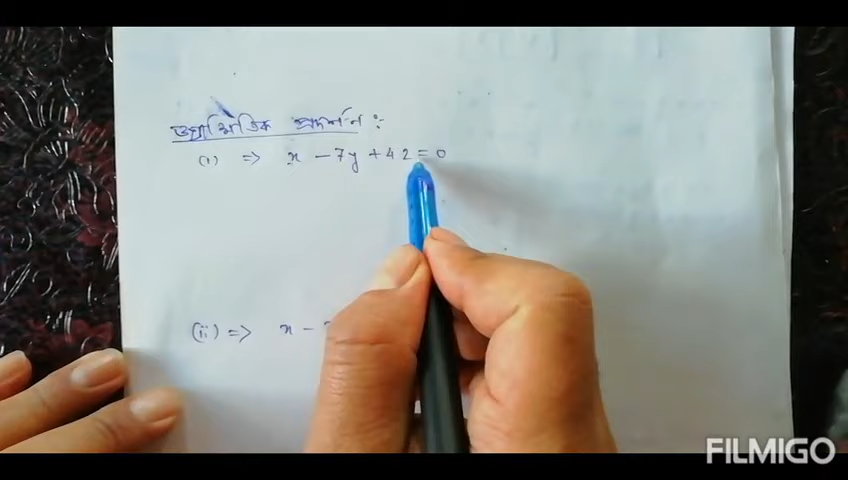 জ্যামিতিক প্রদর্শন :-
(i) => x - 7y + 42 = 0
(ii) => x -
FILMIGO